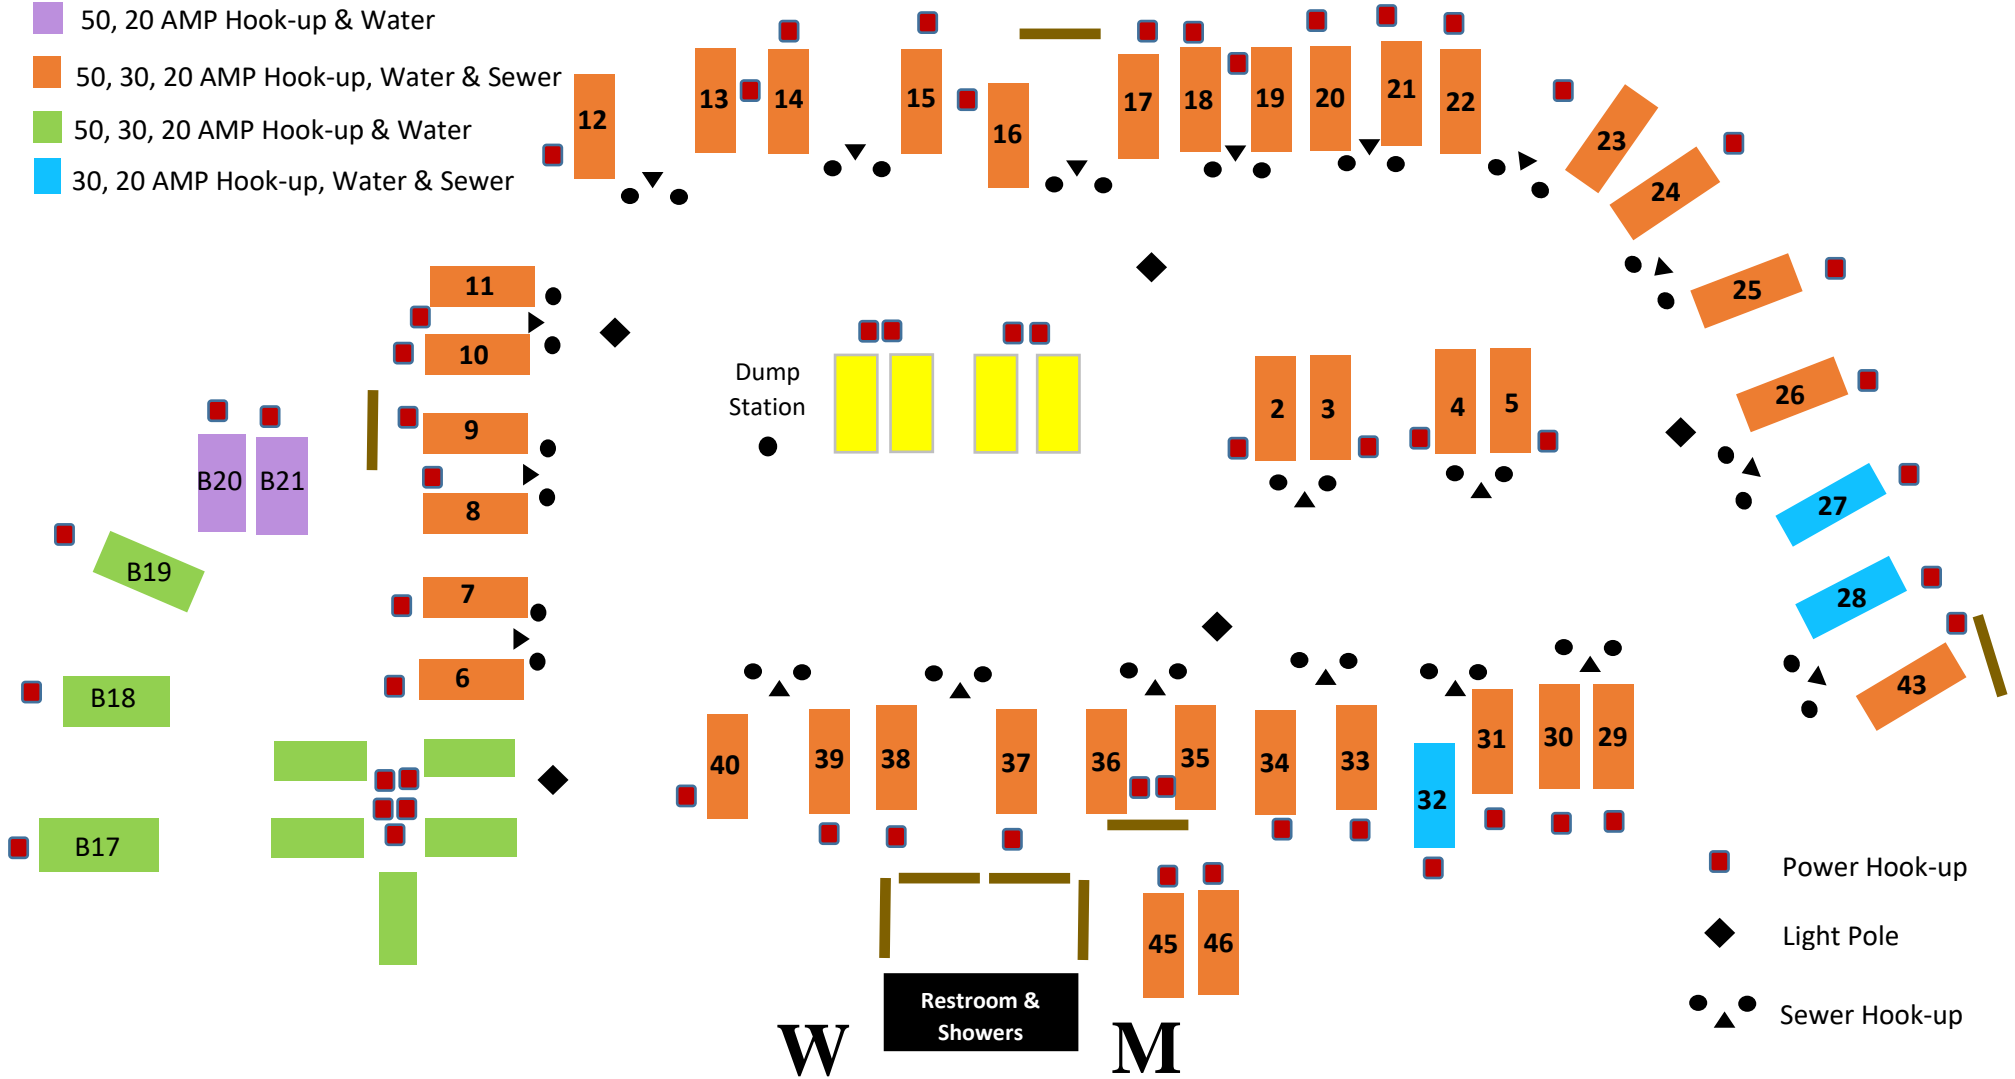 50, 20 AMP Hook-up & Water
50, 30, 20 AMP Hook-up, Water & Sewer
50, 30, 20 AMP Hook-up & Water
30, 20 AMP Hook-up, Water & Sewer
12
13
14
15
16
17
18
19
20
21
22
23
24
25
26
27
28
43
11
10
9
8
7
6
B20
B21
B19
B18
B17
Dump
Station
2
3
4
5
40
39
38
37
36
35
34
33
32
31
30
29
45
46
Restroom &
Showers
W
M
Power Hook-up
Light Pole
Sewer Hook-up